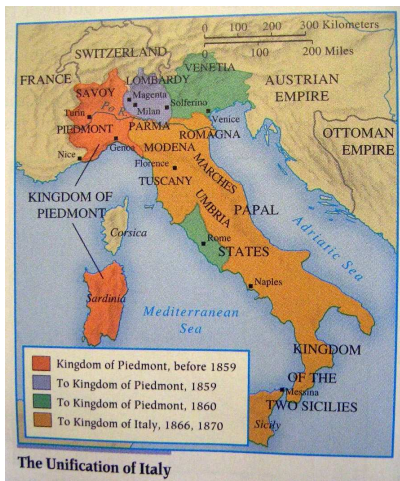 0 100 200 300 Kilometers
0 100 200 Miles
SWITZERLAND
FRANCE
SAVOY
LOMBARDY
VENETIA
AUSTRIAN
EMPIRE
Magenta
Milan
Solferino
Po R.
Turin
PIEDMONT
PARMA
Venice
ROMAGNA
OTTOMAN
EMPIRE
Nice
Genoa
MODENA
Florence
TUSCANY
MARCHES
UMBRIA
KINGDOM OF
PIEDMONT
PAPAL
STATES
Corsica
Rome
Adriatic Sea
Naples
Sardinia
Mediterranean
Sea
KINGDOM
OF THE
TWO SICILIES
Messina
Sicily
Kingdom of Piedmont, before 1859
To Kingdom of Piedmont, 1859
To Kingdom of Piedmont, 1860
To Kingdom of Italy, 1866, 1870
The Unification of Italy